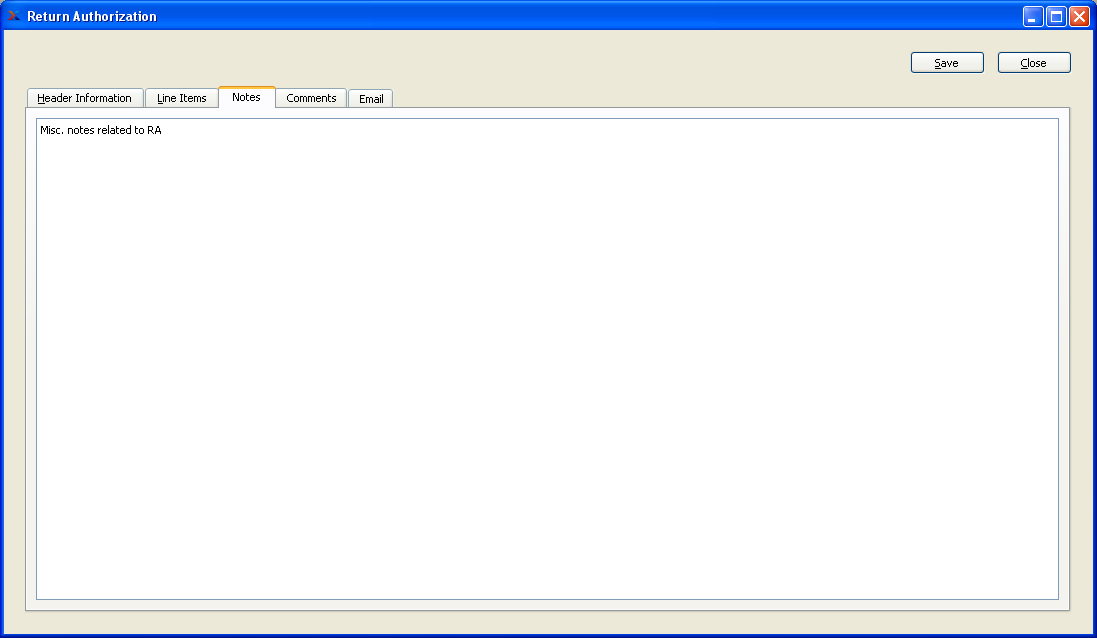 Return Authorization
Save Close
Header Information Line Items Notes Comments Email
Misc. notes related to RA